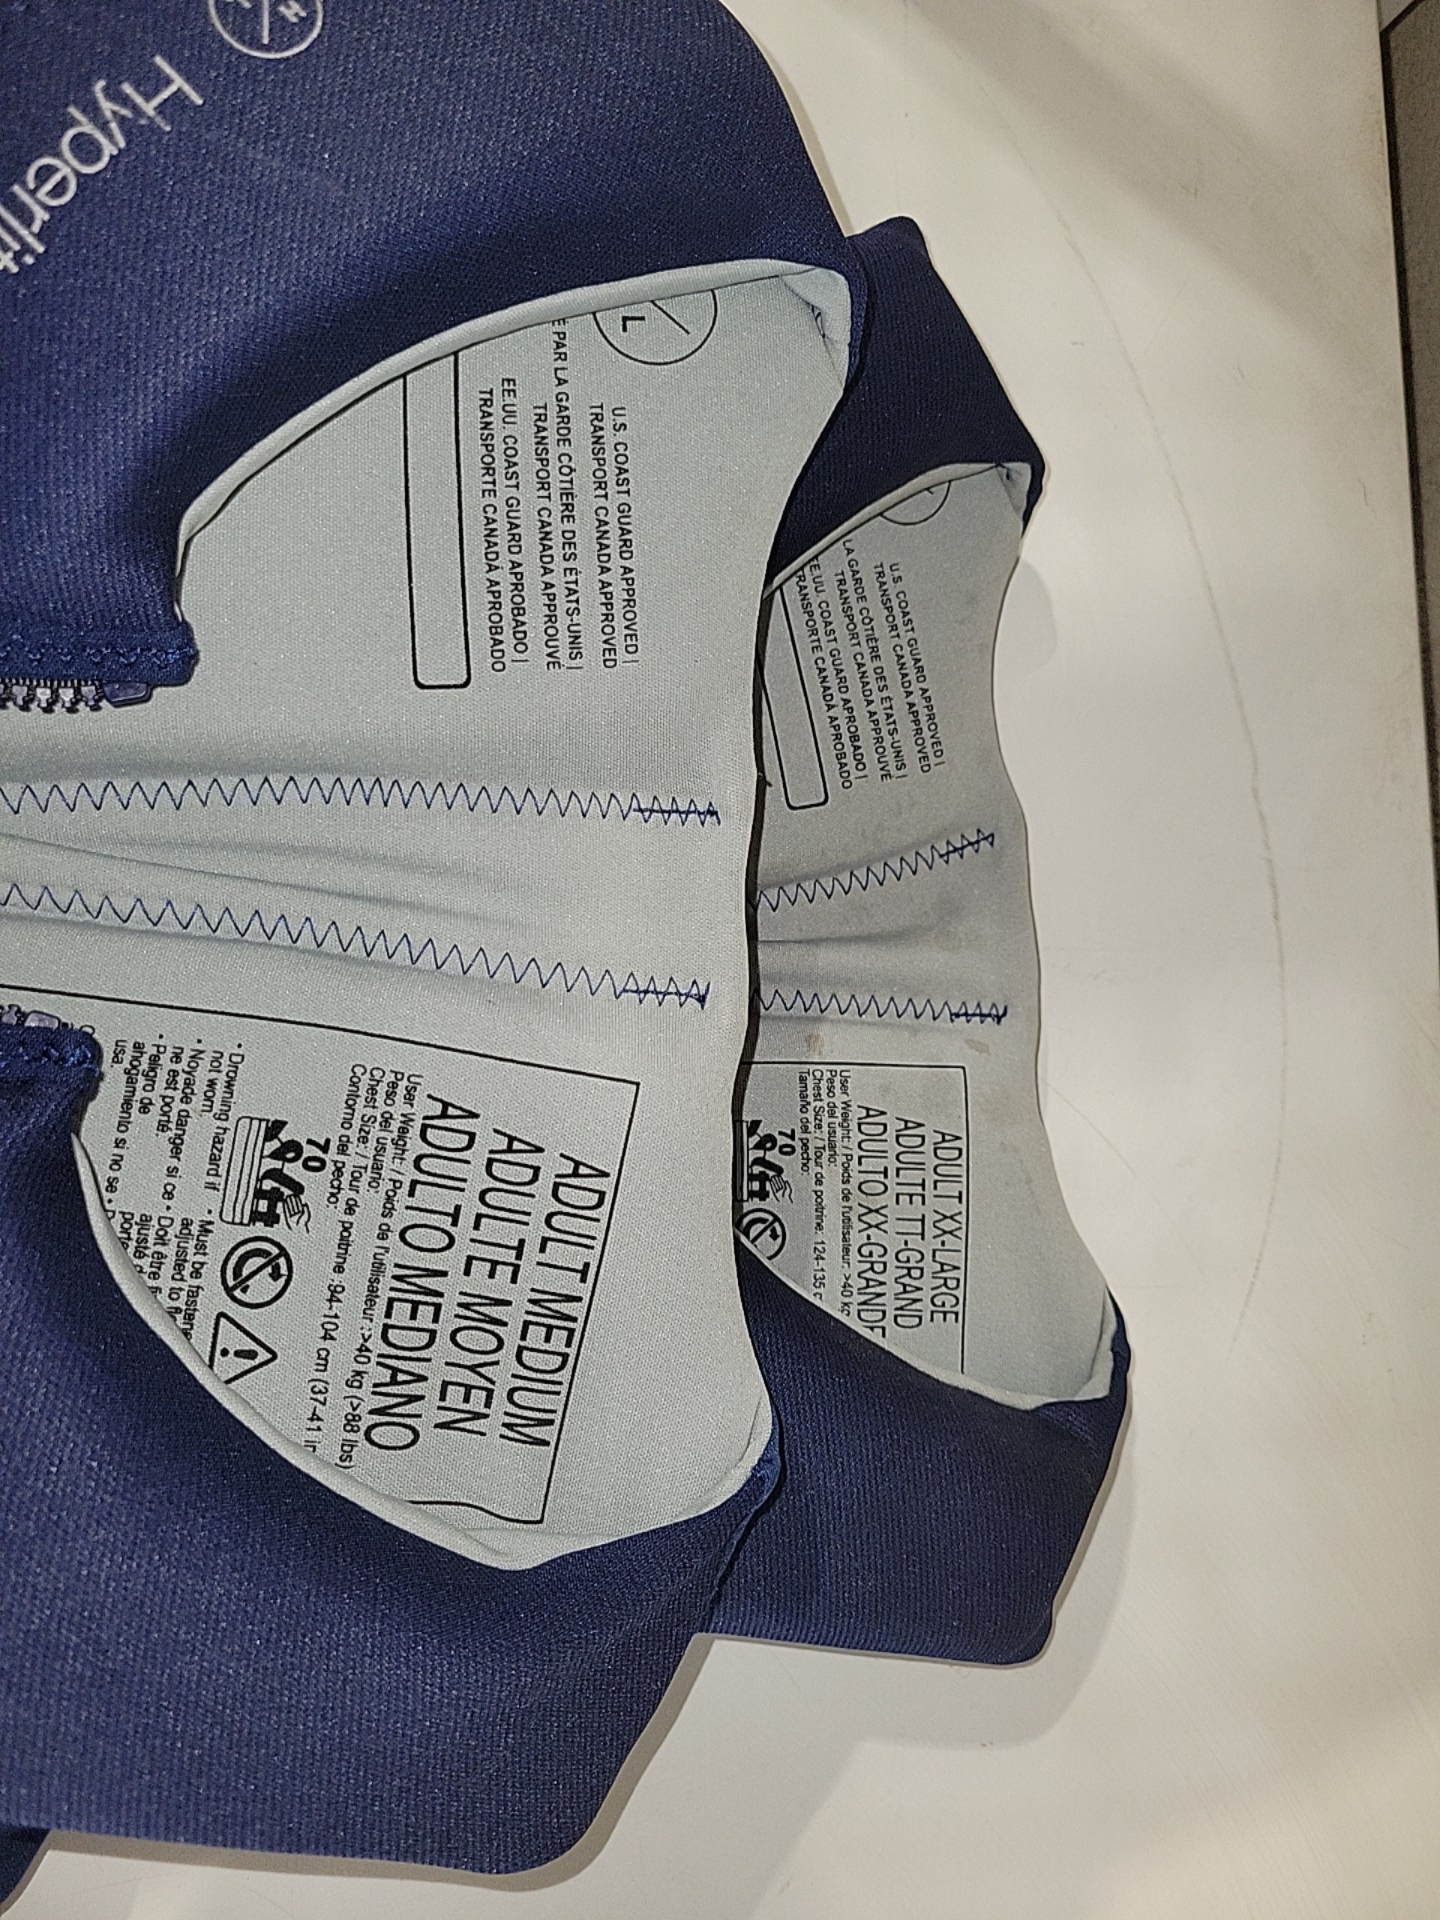 Hyperlit
L
U.S. COAST GUARD APPROVED |
TRANSPORT CANADA APPROVED
É PAR LA GARDE CÔTIÈRE DES ÉTATS-UNIS |
TRANSPORT CANADA APPROUVÉ
EE.UU. COAST GUARD APROBADO |
TRANSPORTE CANADÁ APROBADO
ADULT MEDIUM
ADULTE MOYEN
ADULTO MEDIANO
User Weight: / Poids de l'utilisateur: >40 kg (>88 lbs)
Peso del usuario:
Chest Size: / Tour de poitrine: 94-104 cm (37-41 in
Contorno del pecho:
70
• Drowning hazard if
not worn.
• Noyade danger si ce
ne est porté.
• Peligro de
ahogamiento si no se
usa.
• Must be fastene
adjusted to fi
• Doit être f
ajusté
porte
U.S. COAST GUARD APPROVED |
TRANSPORT CANADA APPROVED
LA GARDE CÔTIÈRE DES ÉTATS-UNIS |
TRANSPORT CANADA APPROUVÉ
EE.UU. COAST GUARD APROBADO |
TRANSPORTE CANADÁ APROBADO
ADULT XX-LARGE
ADULTE TT-GRAND
ADULTO XX-GRANDE
User Weight: / Poids de l'utilisateur: >40 kg
Peso del usuario:
Chest Size: / Tour de poitrine: 124-135 c
Tamaño del pecho:
70